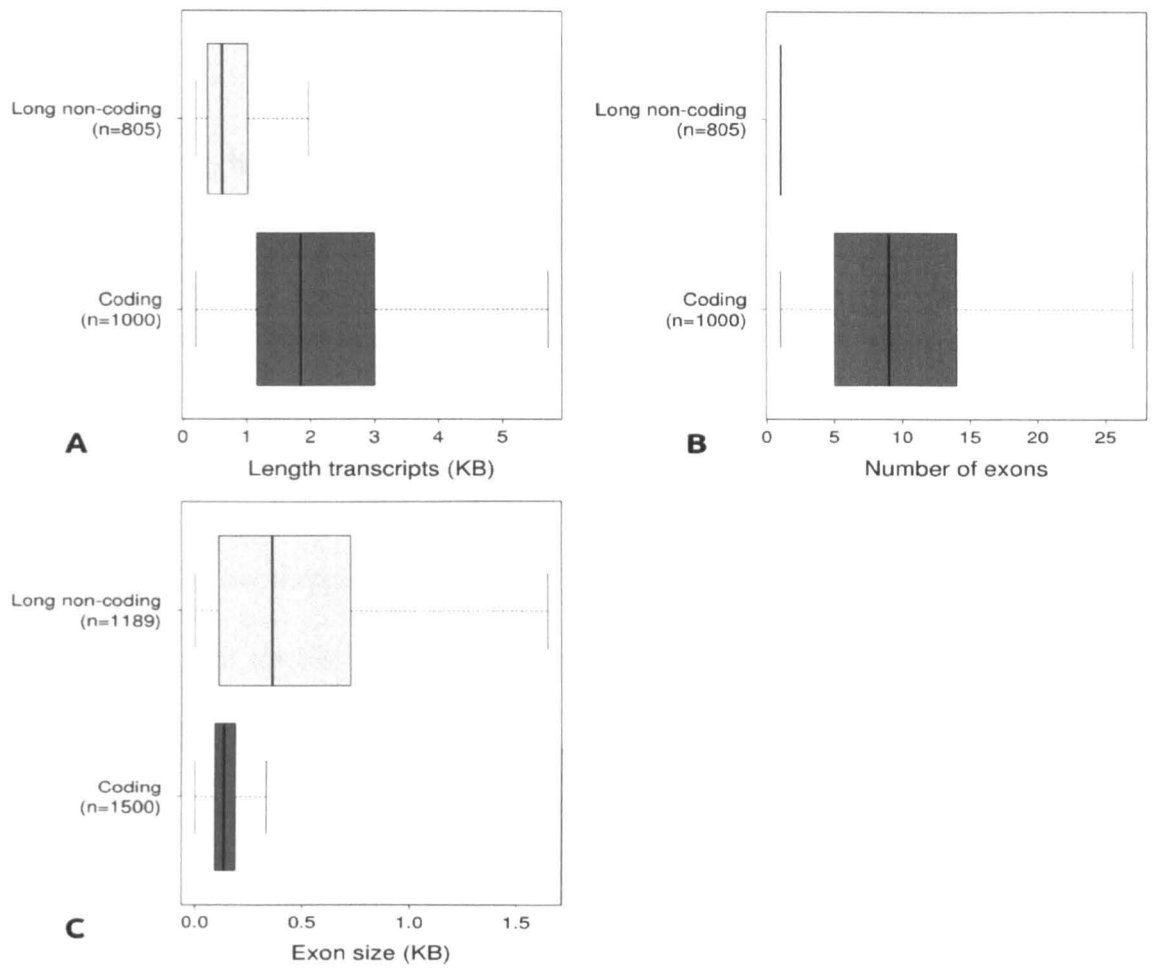 Long non-coding
(n=805)
Coding
(n=1000)
0 1 2 3 4 5
A
Length transcripts (KB)
Long non-coding
(n=805)
Coding
(n=1000)
0 5 10 15 20 25
B
Number of exons
Long non-coding
(n=1189)
Coding
(n=1500)
0.0 0.5 1.0 1.5
C
Exon size (KB)